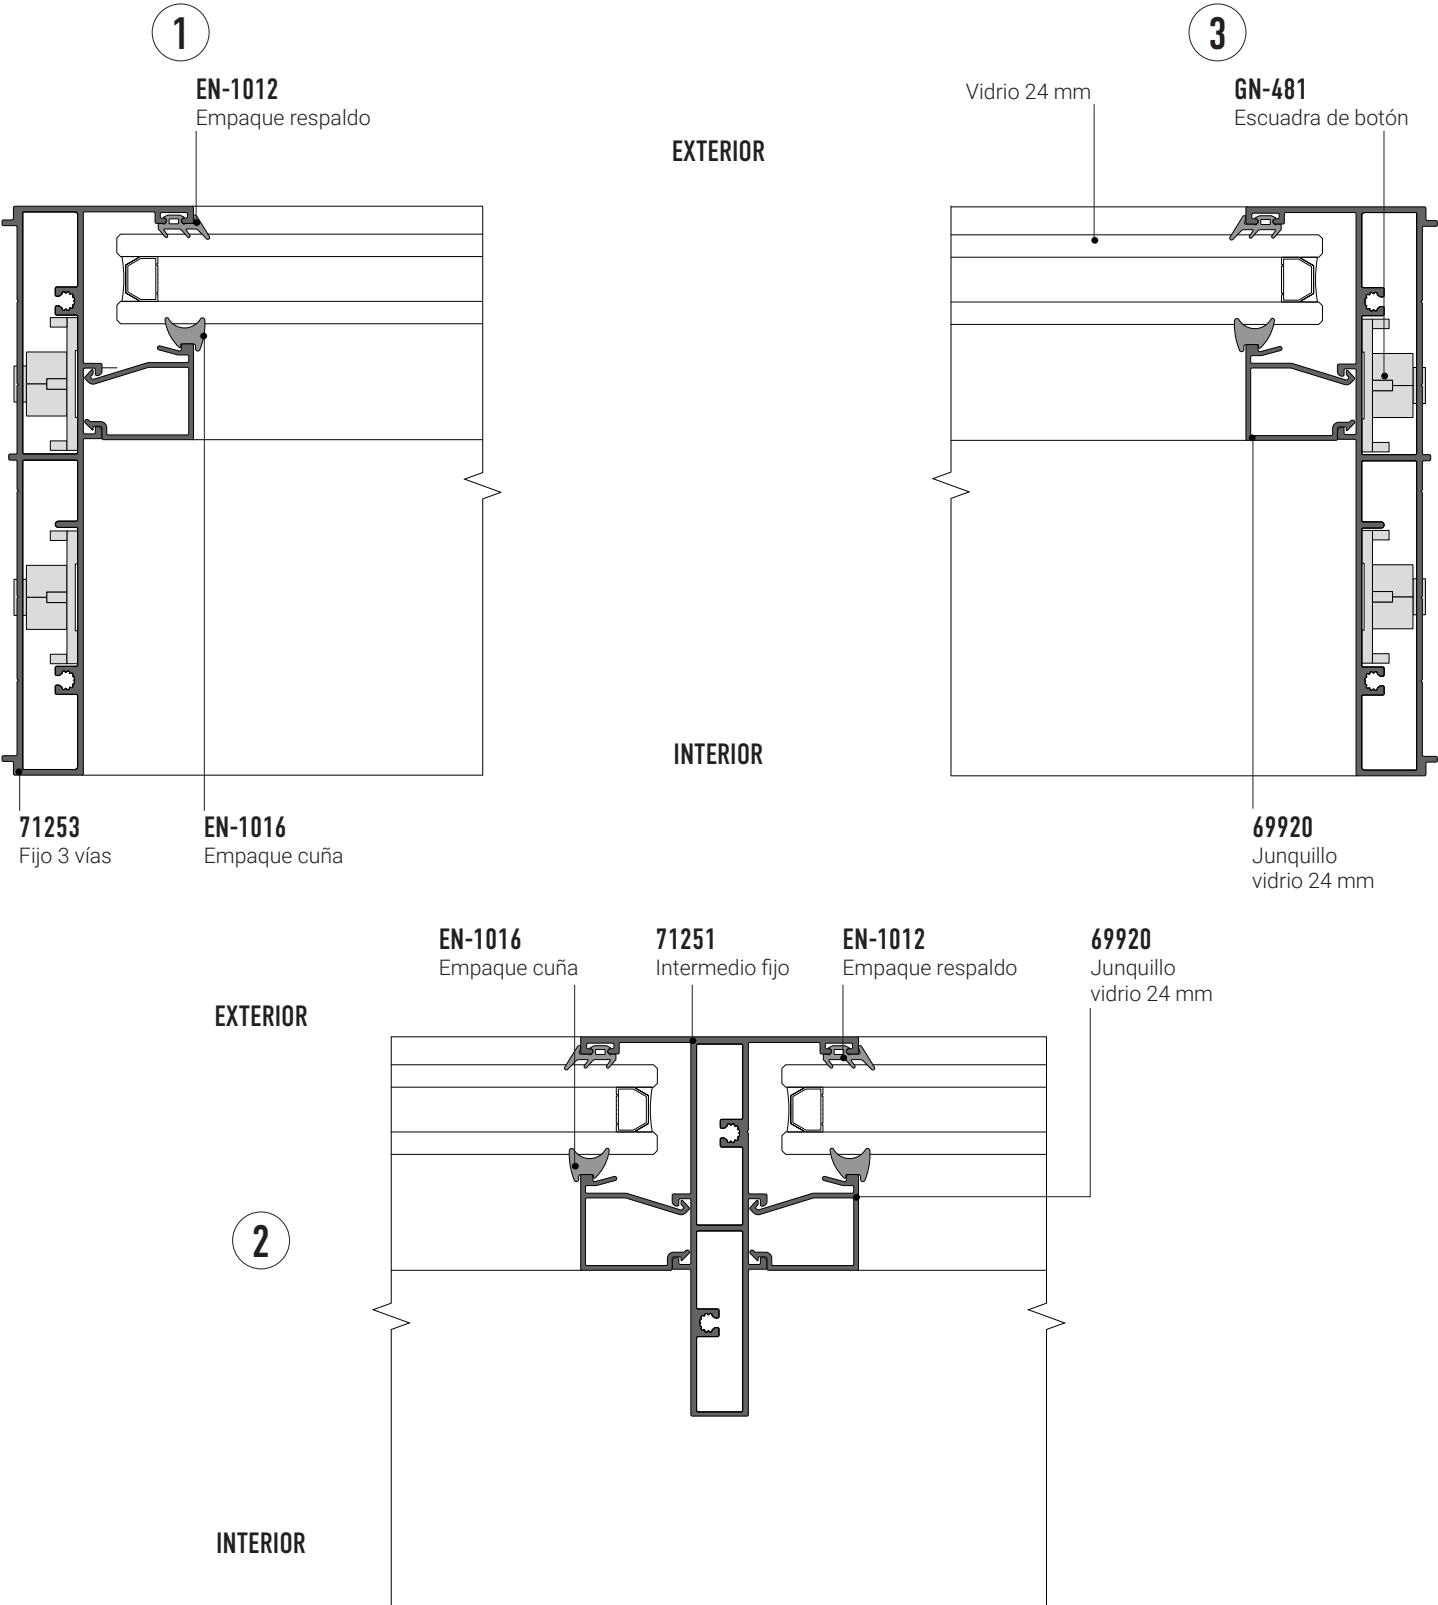 1
EN-1012
Empaque respaldo
3
Vidrio 24 mm
GN-481
Escuadra de botón
EXTERIOR
INTERIOR
71253
Fijo 3 vías
EN-1016
Empaque cuña
69920
Junquillo
vidrio 24 mm
EN-1016
Empaque cuña
71251
Intermedio fijo
EN-1012
Empaque respaldo
69920
Junquillo
vidrio 24 mm
EXTERIOR
2
INTERIOR